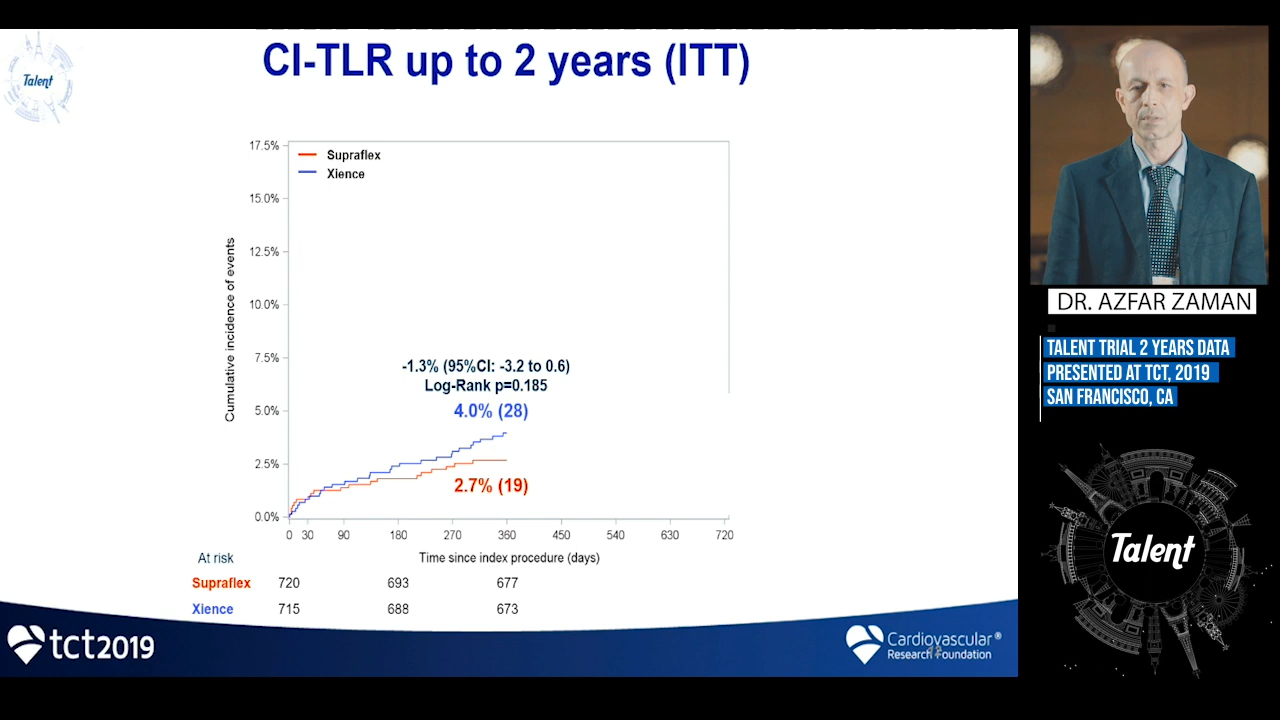 CI-TLR up to 2 years (ITT)
Talent
17.5%
15.0%
12.5%
10.0%
7.5%
5.0%
2.5%
0.0%
Cumulative incidence of events
Supraflex
Xience
-1.3% (95%CI: -3.2 to 0.6)
Log-Rank p=0.185
4.0% (28)
2.7% (19)
0 30 90 180 270 360 450 540 630 720
Time since index procedure (days)
At risk
Supraflex 720 693 677
Xience 715 688 673
tct2019
Cardiovascular®
Research Foundation
DR. AZFAR ZAMAN
TALENT TRIAL 2 YEARS DATA
PRESENTED AT TCT, 2019
SAN FRANCISCO, CA
Talent